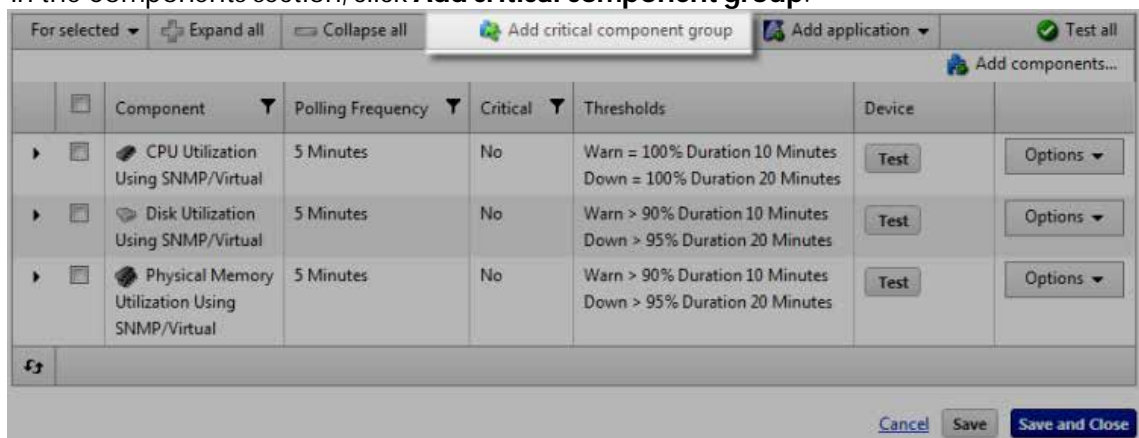 in the components section, click Add critical component group.
For selected Expand all Collapse all Add critical component group Add application Test all
Add components...
Component Polling Frequency Critical Thresholds Device
CPU Utilization 5 Minutes No Warn = 100% Duration 10 Minutes Test Options
Using SNMP/Virtual Down = 100% Duration 20 Minutes
Disk Utilization 5 Minutes No Warn > 90% Duration 10 Minutes Test Options
Using SNMP/Virtual Down > 95% Duration 20 Minutes
Physical Memory 5 Minutes No Warn > 90% Duration 10 Minutes Test Options
Utilization Using Down > 95% Duration 20 Minutes
SNMP/Virtual
Cancel Save Save and Close